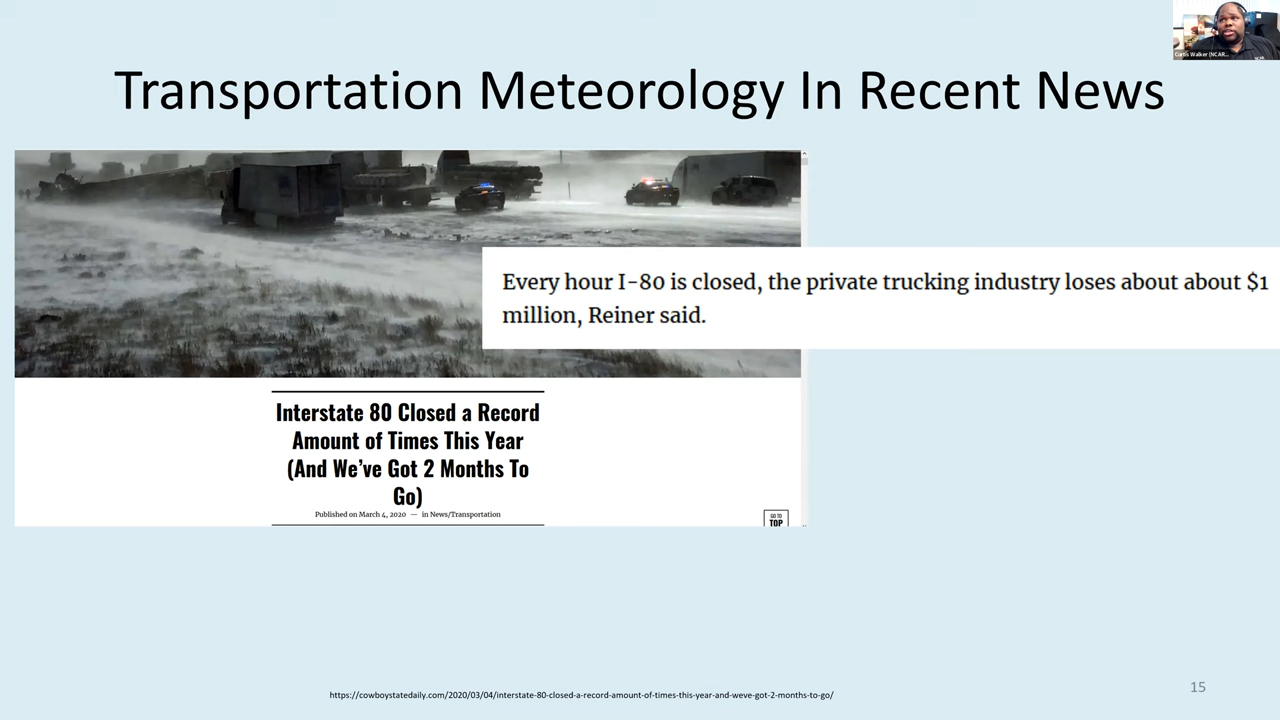 Curtis Walker (NCAR...
Transportation Meteorology In Recent News
Every hour I-80 is closed, the private trucking industry loses about about $1
million, Reiner said.
Interstate 80 Closed a Record
Amount of Times This Year
(And We’ve Got 2 Months To
Go)
Published on March 4, 2020 — in News/Transportation
GO TO
TOP
https://cowboystatedaily.com/2020/03/04/interstate-80-closed-a-record-amount-of-times-this-year-and-weve-got-2-months-to-go/
15